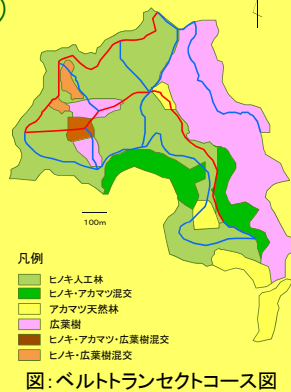 100m
凡例
ヒノキ人工林
ヒノキ・アカマツ混交
アカマツ天然林
広葉樹
ヒノキ・アカマツ・広葉樹混交
ヒノキ・広葉樹混交
図：ベルトトランセクトコース図